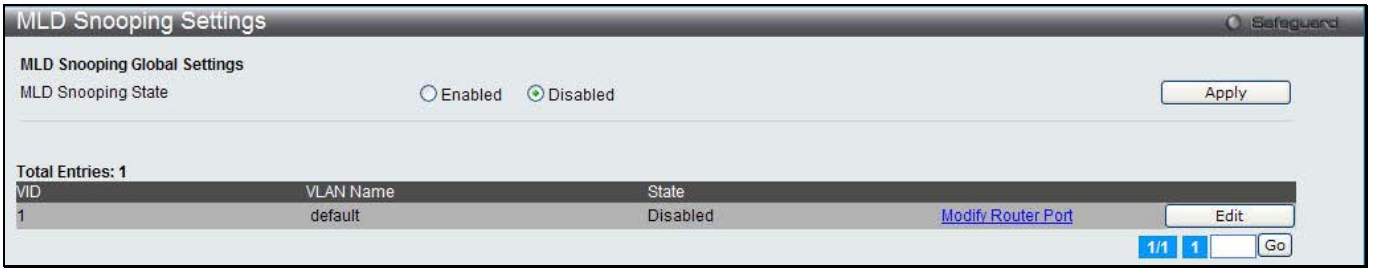 MLD Snooping Settings Safeguard
MLD Snooping Global Settings
MLD Snooping State Enabled Disabled Apply
Total Entries: 1
VID VLAN Name State
1 default Disabled Modify Router Port Edit
1/1 1 Go